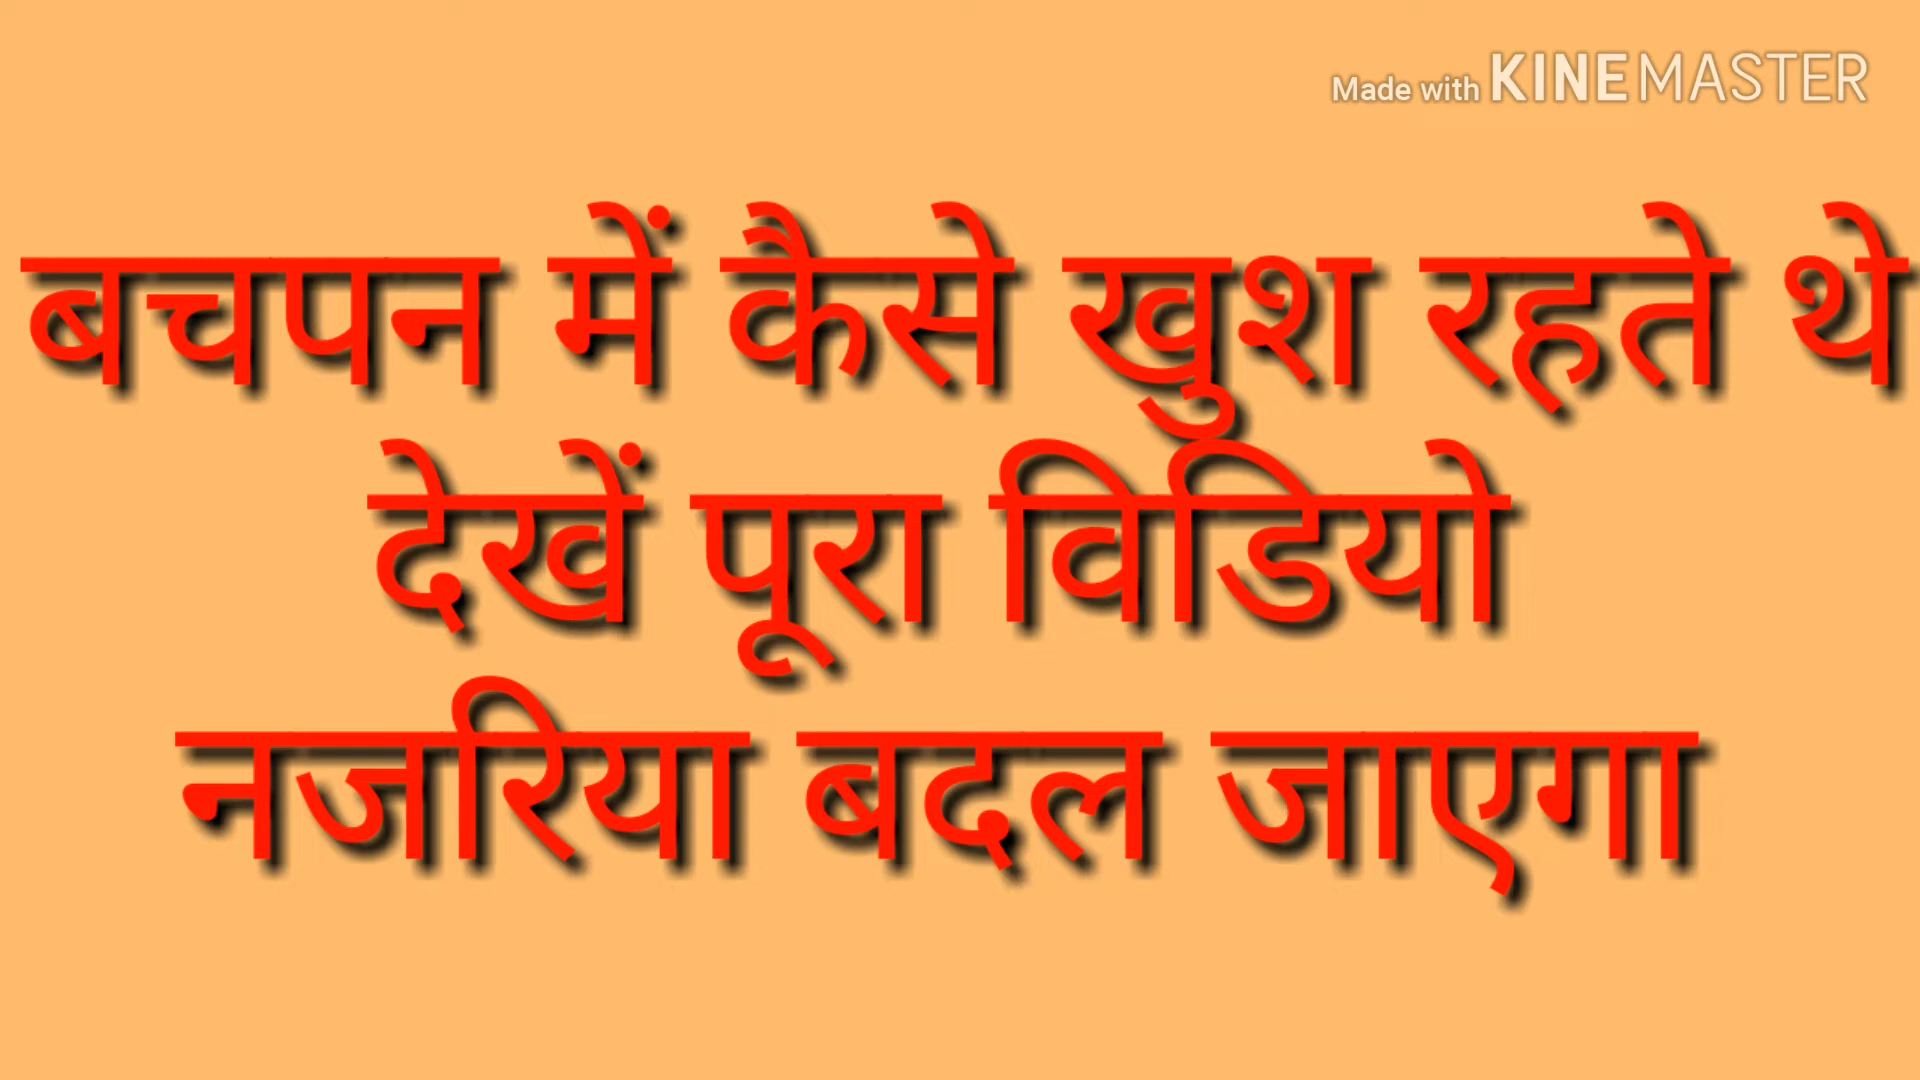 Made with KINEMASTER
बचपन में कैसे खुश रहते थे
देखें पूरा विडियो
नजरिया बदल जाएगा